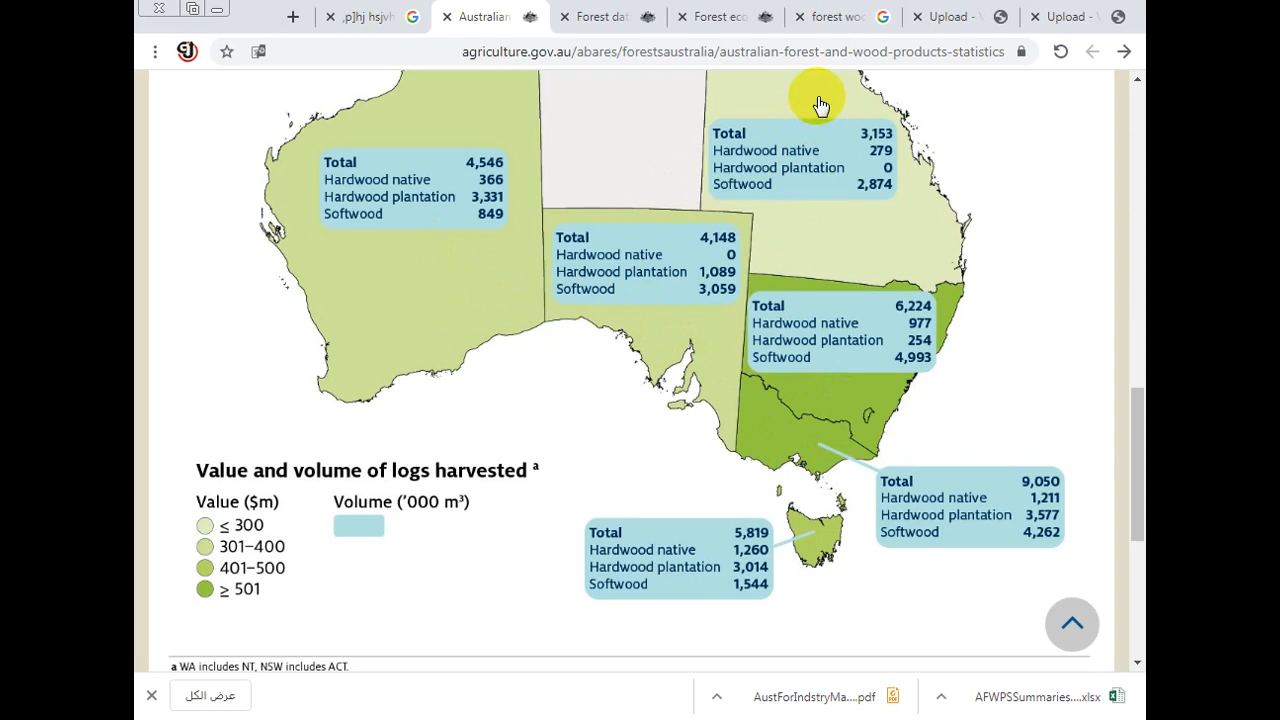 ,p]hj hsjvh
Australian
Forest dat
Forest eco
forest woo
Upload -
Upload -
agriculture.gov.au/abares/forestsaustralia/australian-forest-and-wood-products-statistics
Total 3,153
Hardwood native 279
Hardwood plantation 0
Softwood 2,874
Total 4,546
Hardwood native 366
Hardwood plantation 3,331
Softwood 849
Total 4,148
Hardwood native 0
Hardwood plantation 1,089
Softwood 3,059
Total 6,224
Hardwood native 977
Hardwood plantation 254
Softwood 4,993
Value and volume of logs harvested a
Value ($m) Volume ('000 m³)
≤ 300
301–400
401–500
≥ 501
Total 9,050
Hardwood native 1,211
Hardwood plantation 3,577
Softwood 4,262
Total 5,819
Hardwood native 1,260
Hardwood plantation 3,014
Softwood 1,544
a WA includes NT, NSW includes ACT.
عرض الكل
AustForIndstryMa....pdf
AFWPSSummaries....xlsx